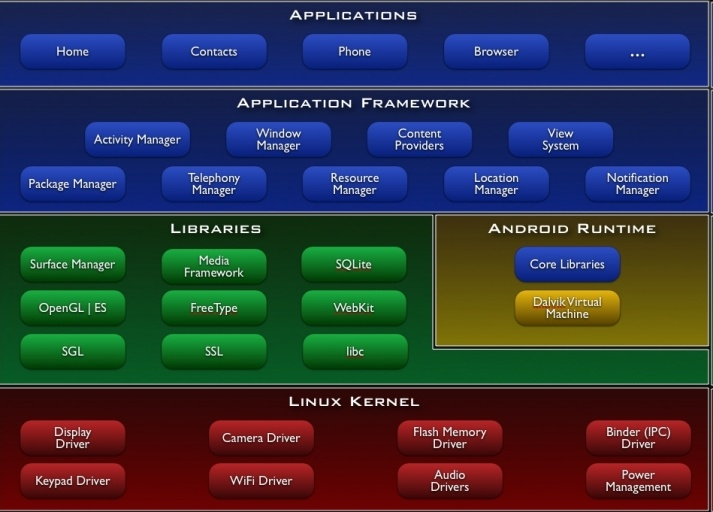 APPLICATIONS
Home
Contacts
Phone
Browser
...
APPLICATION FRAMEWORK
Activity Manager
Window
Manager
Content
Providers
View
System
Package Manager
Telephony
Manager
Resource
Manager
Location
Manager
Notification
Manager
LIBRARIES
Surface Manager
Media
Framework
SQLite
OpenGL | ES
FreeType
WebKit
SGL
SSL
libc
ANDROID RUNTIME
Core Libraries
Dalvik Virtual
Machine
LINUX KERNEL
Display
Driver
Camera Driver
Flash Memory
Driver
Binder (IPC)
Driver
Keypad Driver
WiFi Driver
Audio
Drivers
Power
Management